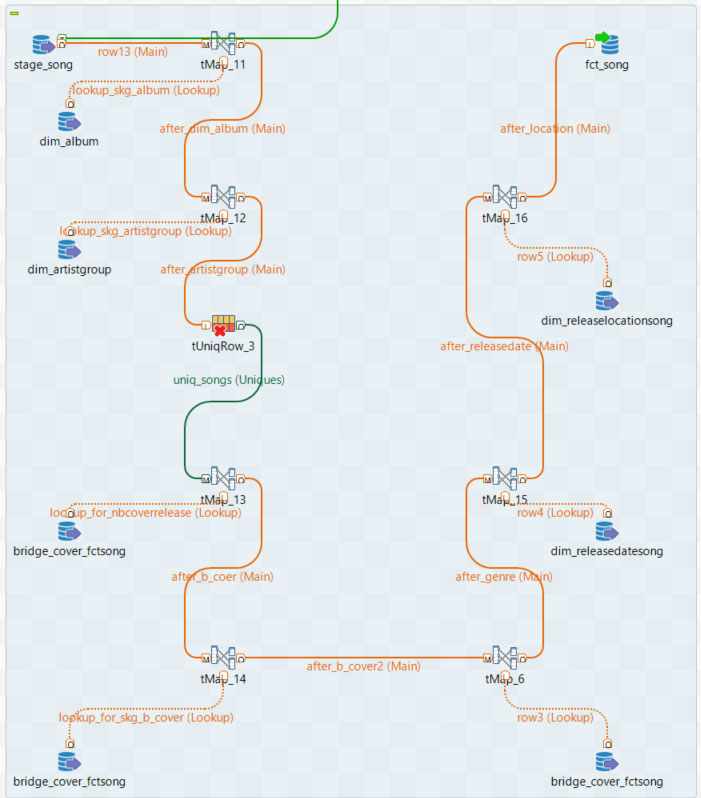 stage_song
row13 (Main)
tMap_11
lookup_skg_album (Lookup)
dim_album
after_dim_album (Main)
tMap_12
lookup_skg_artistgroup (Lookup)
dim_artistgroup
after_artistgroup (Main)
tUniqRow_3
uniq_songs (Uniques)
tMap_13
lookup_for_nbcoverrelease (Lookup)
bridge_cover_fctsong
after_b_coer (Main)
tMap_14
lookup_for_skg_b_cover (Lookup)
bridge_cover_fctsong
after_b_cover2 (Main)
tMap_6
row3 (Lookup)
bridge_cover_fctsong
after_genre (Main)
tMap_15
row4 (Lookup)
dim_releasedatesong
after_releasedate (Main)
tMap_16
row5 (Lookup)
dim_releaselocationsong
after_location (Main)
fct_song